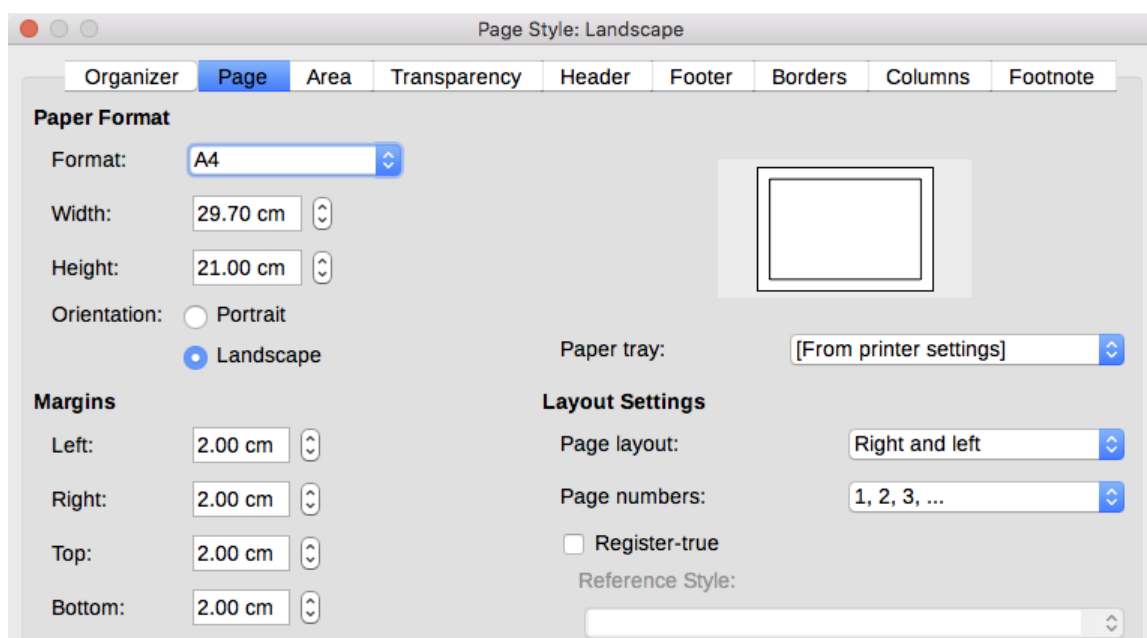 Page Style: Landscape
Organizer Page Area Transparency Header Footer Borders Columns Footnote
Paper Format
Format: A4
Width: 29.70 cm
Height: 21.00 cm
Orientation: Portrait
Landscape
Paper tray: [From printer settings]
Margins
Left: 2.00 cm
Right: 2.00 cm
Top: 2.00 cm
Bottom: 2.00 cm
Layout Settings
Page layout: Right and left
Page numbers: 1, 2, 3, ...
Register-true
Reference Style: